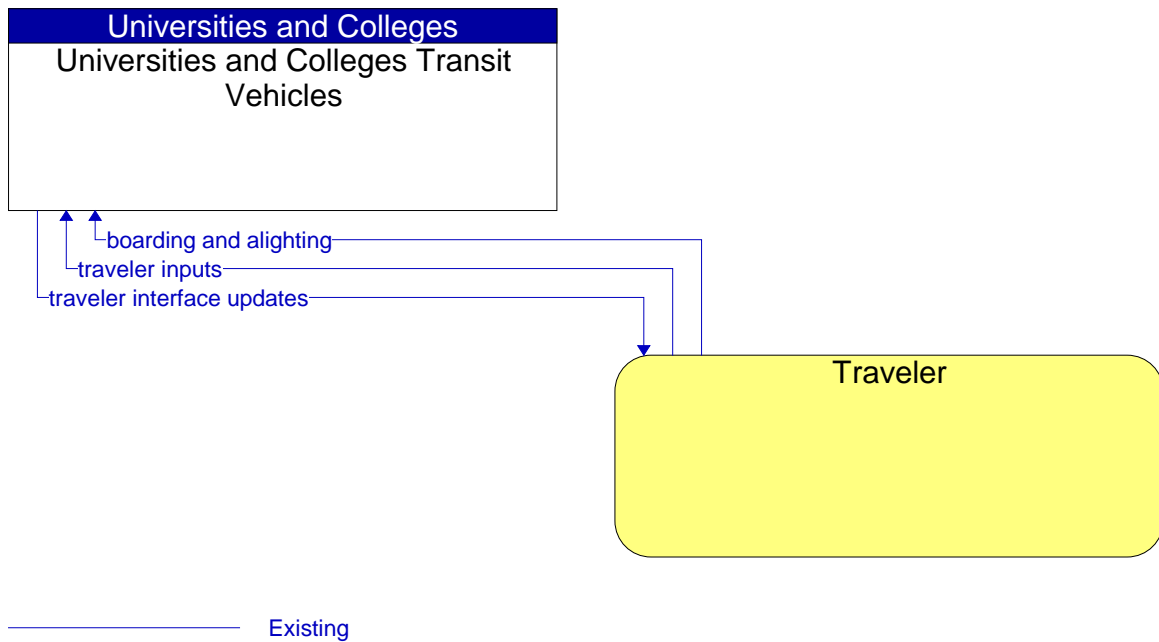 Universities and Colleges
Universities and Colleges Transit
Vehicles
boarding and alighting
traveler inputs
traveler interface updates
Traveler
Existing